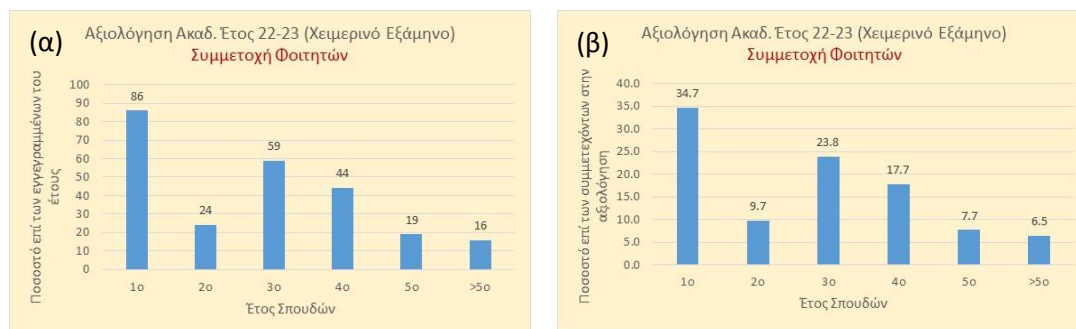 (α)
Αξιολόγηση Ακαδ. Έτος 22-23 (Χειμερινό Εξάμηνο)
Συμμετοχή Φοιτητών
Ποσοστό επί των εγγεγραμμένων του
έτους
100
90
80
70
60
50
40
30
20
10
0
86
24
59
44
19
16
1ο
2ο
3ο
4ο
5ο
>5ο
Έτος Σπουδών
(β)
Αξιολόγηση Ακαδ. Έτος 22-23 (Χειμερινό Εξάμηνο)
Συμμετοχή Φοιτητών
Ποσοστό επί των συμμετεχόντων στην
αξιολόγηση
40.0
35.0
30.0
25.0
20.0
15.0
10.0
5.0
0.0
34.7
9.7
23.8
17.7
7.7
6.5
1ο
2ο
3ο
4ο
5ο
>5ο
Έτος Σπουδών